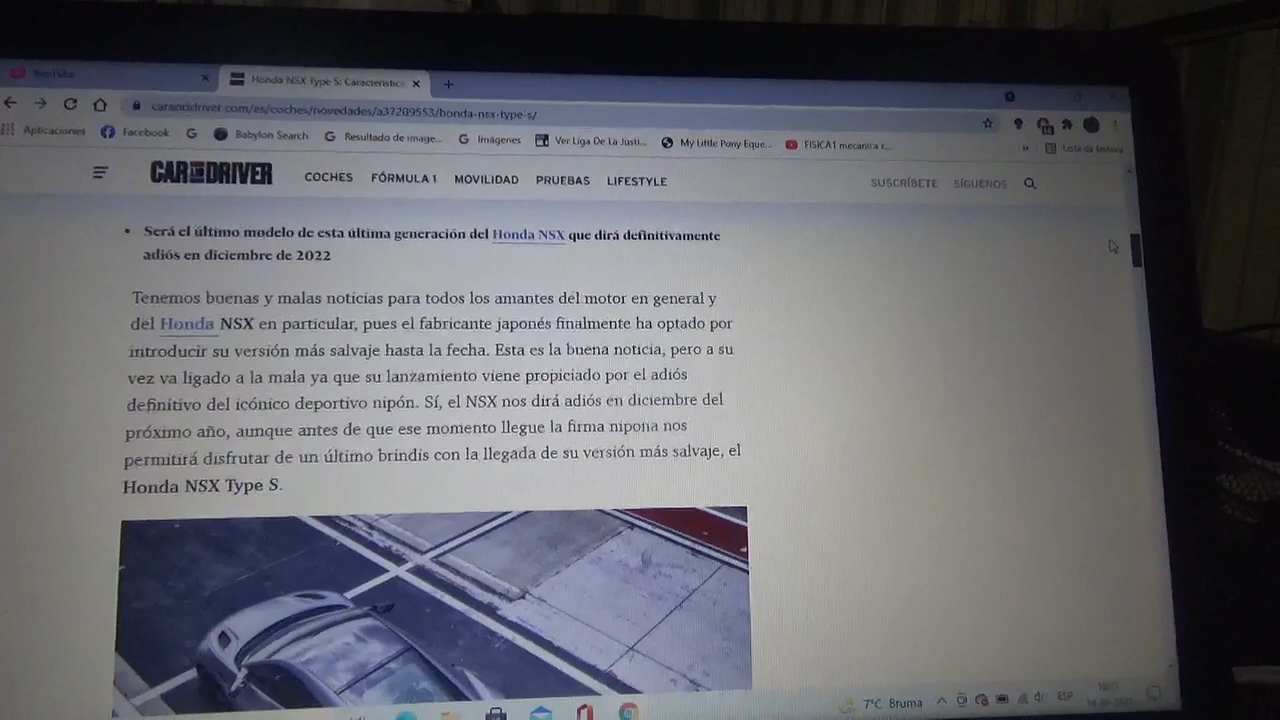 YouTube
Honda NSX Type S: Característica
carandriver.com/es/coches/novedades/a37209553/honda-nsx-type-s/
Aplicaciones Facebook Babylon Search Resultado de image... Imágenes Ver Liga De La Justi... My Little Pony Eque... FISICA1 mecanica r... » Lista de lectura
CAR AND DRIVER COCHES FÓRMULA 1 MOVILIDAD PRUEBAS LIFESTYLE SUSCRÍBETE SÍGUENOS
• Será el último modelo de esta última generación del Honda NSX que dirá definitivamente
adiós en diciembre de 2022
Tenemos buenas y malas noticias para todos los amantes del motor en general y
del Honda NSX en particular, pues el fabricante japonés finalmente ha optado por
introducir su versión más salvaje hasta la fecha. Esta es la buena noticia, pero a su
vez va ligado a la mala ya que su lanzamiento viene propiciado por el adiós
definitivo del icónico deportivo nipón. Sí, el NSX nos dirá adiós en diciembre del
próximo año, aunque antes de que ese momento llegue la firma nipona nos
permitirá disfrutar de un último brindis con la llegada de su versión más salvaje, el
Honda NSX Type S.
7°C Bruma ESP